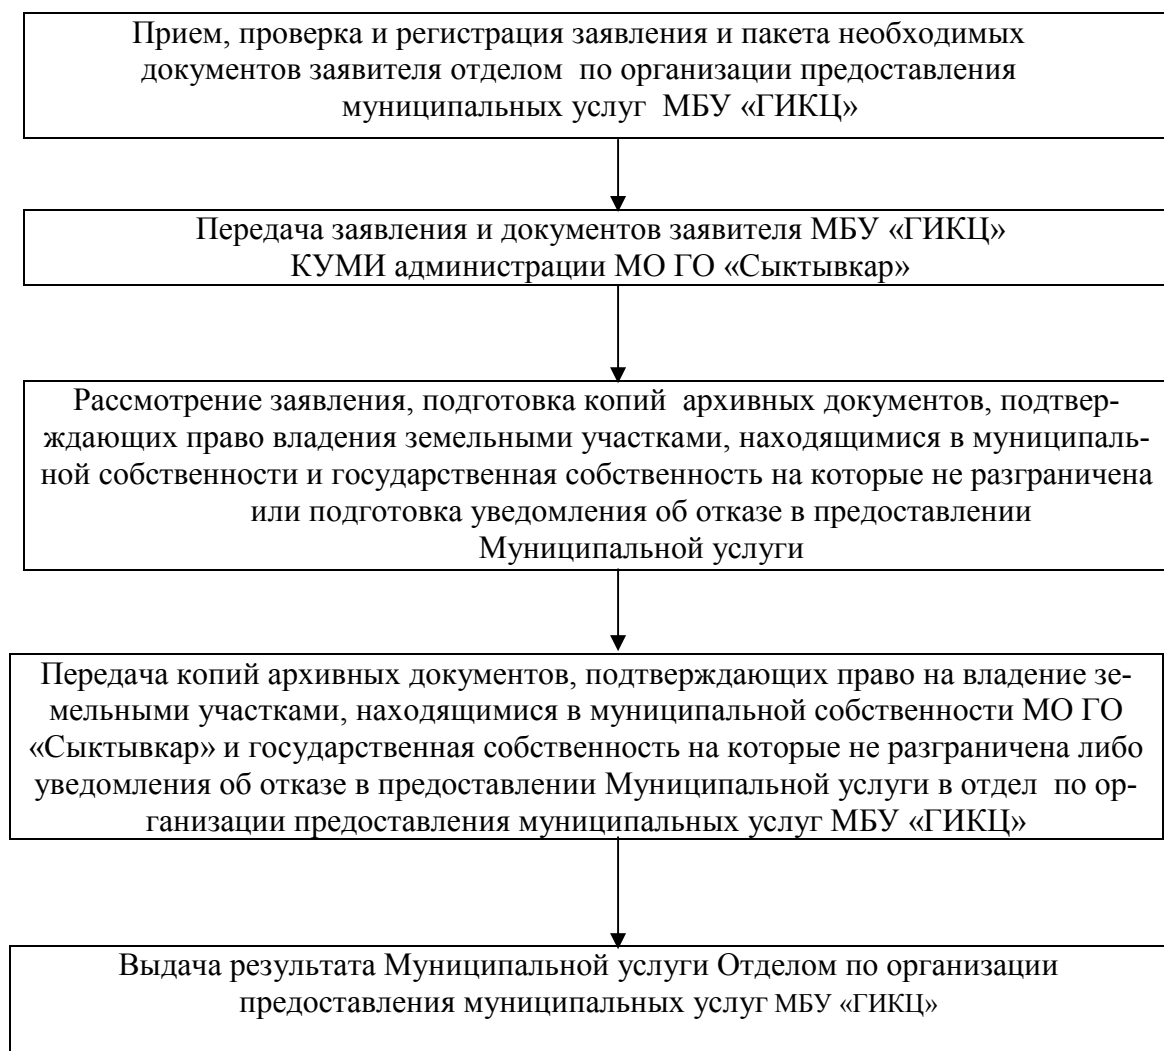 Прием, проверка и регистрация заявления и пакета необходимых
документов заявителя отделом по организации предоставления
муниципальных услуг МБУ «ГИКЦ»
Передача заявления и документов заявителя МБУ «ГИКЦ»
КУМИ администрации МО ГО «Сыктывкар»
Рассмотрение заявления, подготовка копий архивных документов, подтвер-
ждающих право владения земельными участками, находящимися в муниципаль-
ной собственности и государственная собственность на которые не разграничена
или подготовка уведомления об отказе в предоставлении
Муниципальной услуги
Передача копий архивных документов, подтверждающих право на владение зе-
мельными участками, находящимися в муниципальной собственности МО ГО
«Сыктывкар» и государственная собственность на которые не разграничена либо
уведомления об отказе в предоставлении Муниципальной услуги в отдел по ор-
ганизации предоставления муниципальных услуг МБУ «ГИКЦ»
Выдача результата Муниципальной услуги Отделом по организации
предоставления муниципальных услуг МБУ «ГИКЦ»